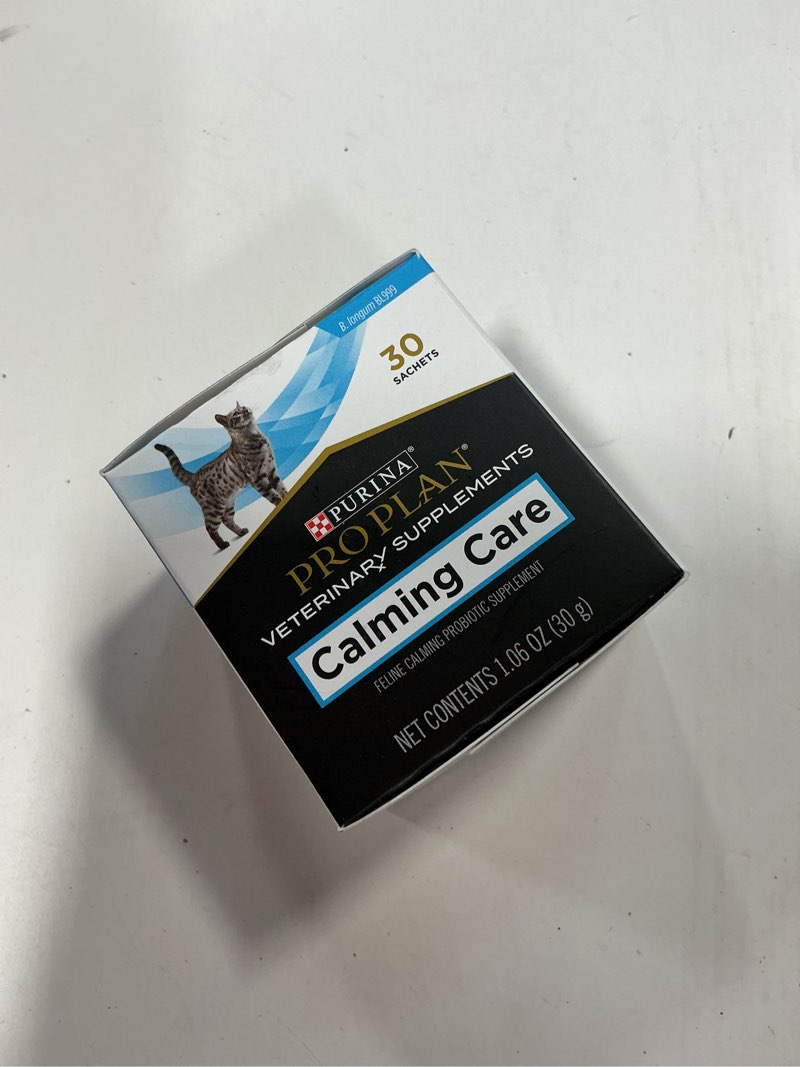 B. longum BL999
30
SACHETS
PURINA®
PRO PLAN®
VETERINARY SUPPLEMENTS
Calming Care
FELINE CALMING PROBIOTIC SUPPLEMENT
NET CONTENTS 1.06 OZ (30 g)